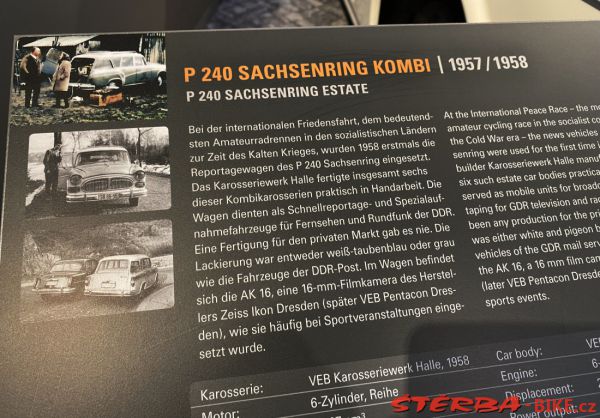 P 240 SACHSENRING KOMBI | 1957 / 1958
P 240 SACHSENRING ESTATE
Bei der internationalen Friedensfahrt, dem bedeutend-
sten Amateurradrennen in den sozialistischen Ländern
zur Zeit des Kalten Krieges, wurden 1958 erstmals die
Reportagewagen des P 240 Sachsenring eingesetzt.
Das Karosseriewerk Halle fertigte insgesamt sechs
dieser Kombikarosserien praktisch in Handarbeit. Die
Wagen dienten als Schnellreportage- und Spezialauf-
nahmefahrzeuge für Fernsehen und Rundfunk der DDR.
Eine Fertigung für den privaten Markt gab es nie. Die
Lackierung war entweder weiß-taubenblau oder grau
wie die Fahrzeuge der DDR-Post. Im Wagen befindet
sich die AK 16, eine 16-mm-Filmkamera des Herstel-
lers Zeiss Ikon Dresden (später VEB Pentacon Dres-
den), wie sie häufig bei Sportveranstaltungen einge-
setzt wurde.
At the International Peace Race – the
amateur cycling race in the socialist
the Cold War era – the news vehicles
senring were used for the first time
builder Karosseriewerk Halle
six such estate car bodies
served as mobile units for
taping for GDR television and
been any production for the
was either white and pigeon
vehicles of the GDR mail
the AK 16, a 16 mm film
(later VEB Pentacon
sports events.
Karosserie: VEB Karosseriewerk Halle, 1958
Motor: 6-Zylinder, Reihe
Car body:
Engine:
Displacement:
Power output:
STERBA-BIKE.cz